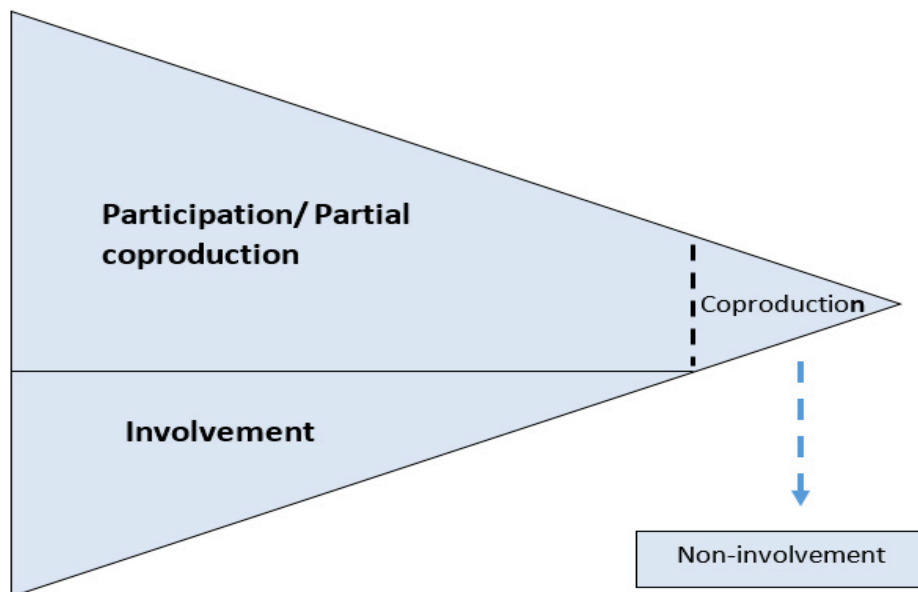 Participation/ Partial
coproduction
Coproduction
Involvement
Non-involvement